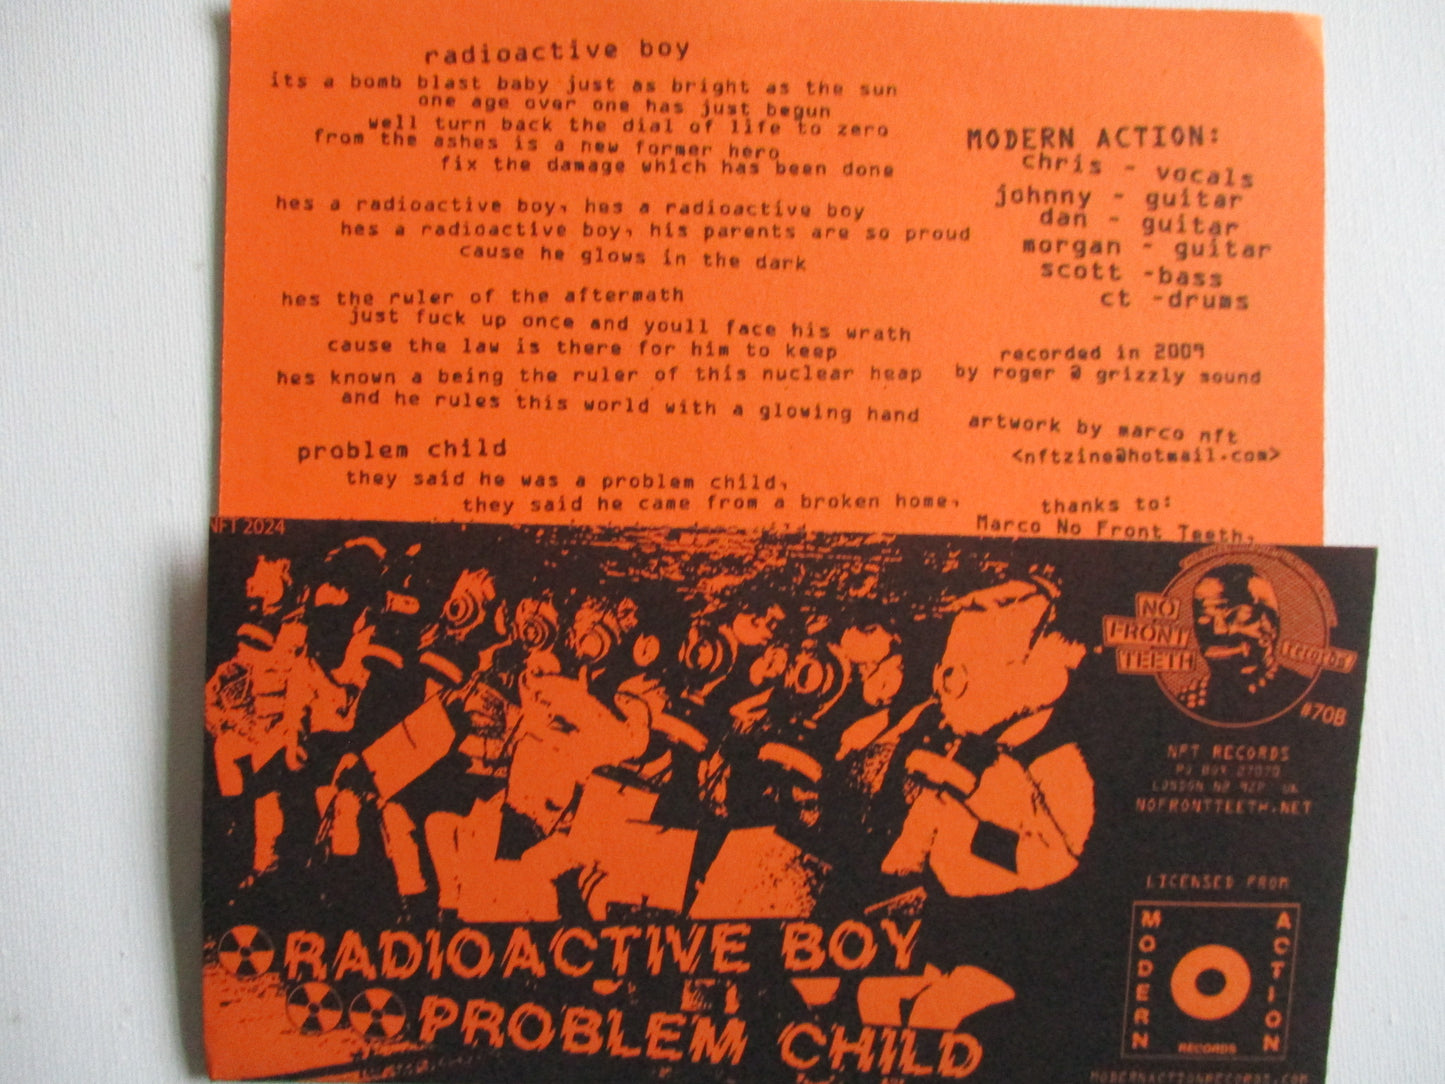 radioactive boy
its a bomb blast baby just as bright as the sun
one age over one has just begun
well turn back the dial of life to zero
from the ashes is a new former hero
fix the damage which has been done
hes a radioactive boy, hes a radioactive boy
hes a radioactive boy, his parents are so proud
cause he glows in the dark
hes the ruler of the aftermath
just fuck up once and youll face his wrath
cause the law is there for him to keep
hes known a being the ruler of this nuclear heap
and he rules this world with a glowing hand
problem child
they said he was a problem child,
they said he came from a broken home,
MODERN ACTION:
chris - vocals
johnny - guitar
dan - guitar
morgan - guitar
scott -bass
ct -drums
recorded in 2009
by roger @ grizzly sound
artwork by marco nft
<nftzine@hotmail.com>
thanks to:
Marco No Front Teeth,
NFT 2024
NO
FRONT
TEETH
records
#708
NFT RECORDS
PO BOX 27070
LONDON N2 9ZP UK
NOFRONTTEETH.NET
LICENSED FROM
MODERN
ACTION
RECORDS
MODERNACTIONRECORDS.COM
RADIOACTIVE BOY
PROBLEM CHILD